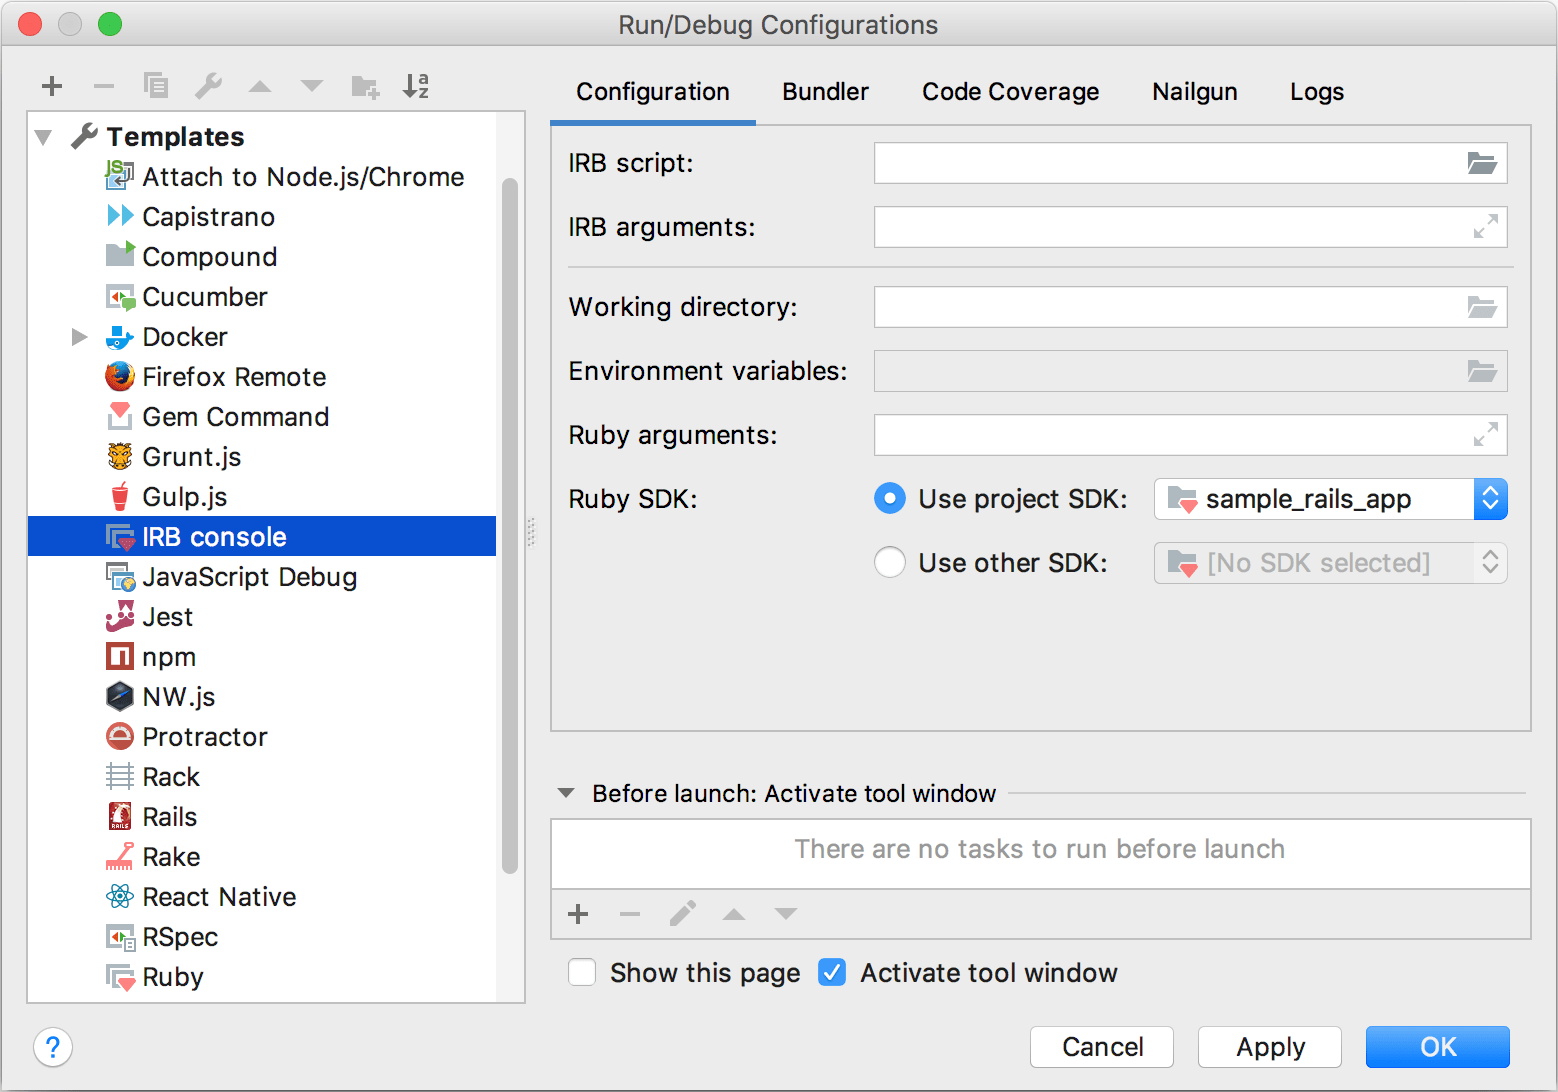 Run/Debug Configurations
Templates
Attach to Node.js/Chrome
Capistrano
Compound
Cucumber
Docker
Firefox Remote
Gem Command
Grunt.js
Gulp.js
IRB console
JavaScript Debug
Jest
npm
NW.js
Protractor
Rack
Rails
Rake
React Native
RSpec
Ruby
Configuration Bundler Code Coverage Nailgun Logs
IRB script:
IRB arguments:
Working directory:
Environment variables:
Ruby arguments:
Ruby SDK: Use project SDK: sample_rails_app
Use other SDK: [No SDK selected]
Before launch: Activate tool window
There are no tasks to run before launch
Show this page Activate tool window
? Cancel Apply OK